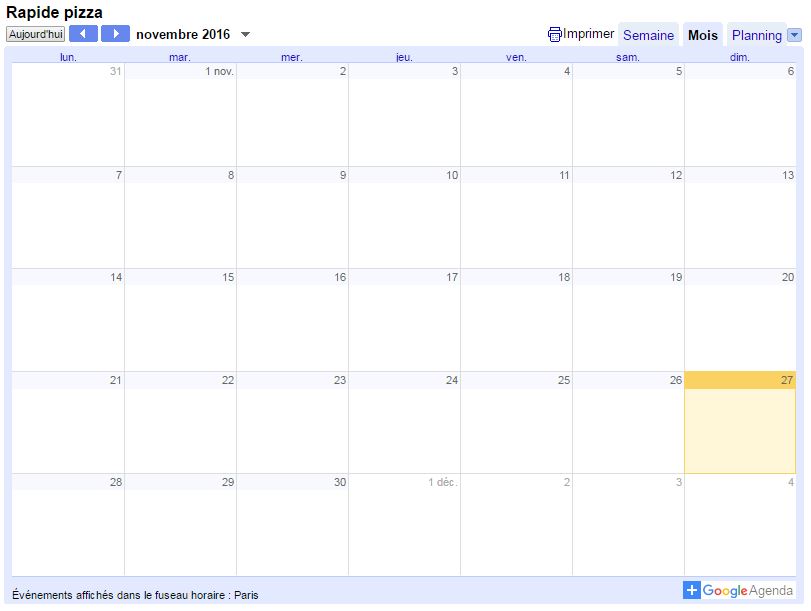 Rapide pizza
Aujourd'hui novembre 2016 Imprimer Semaine Mois Planning
lun. mar. mer. jeu. ven. sam. dim.
31 1 nov. 2 3 4 5 6
7 8 9 10 11 12 13
14 15 16 17 18 19 20
21 22 23 24 25 26 27
28 29 30 1 déc. 2 3 4
Événements affichés dans le fuseau horaire : Paris
+ Google Agenda